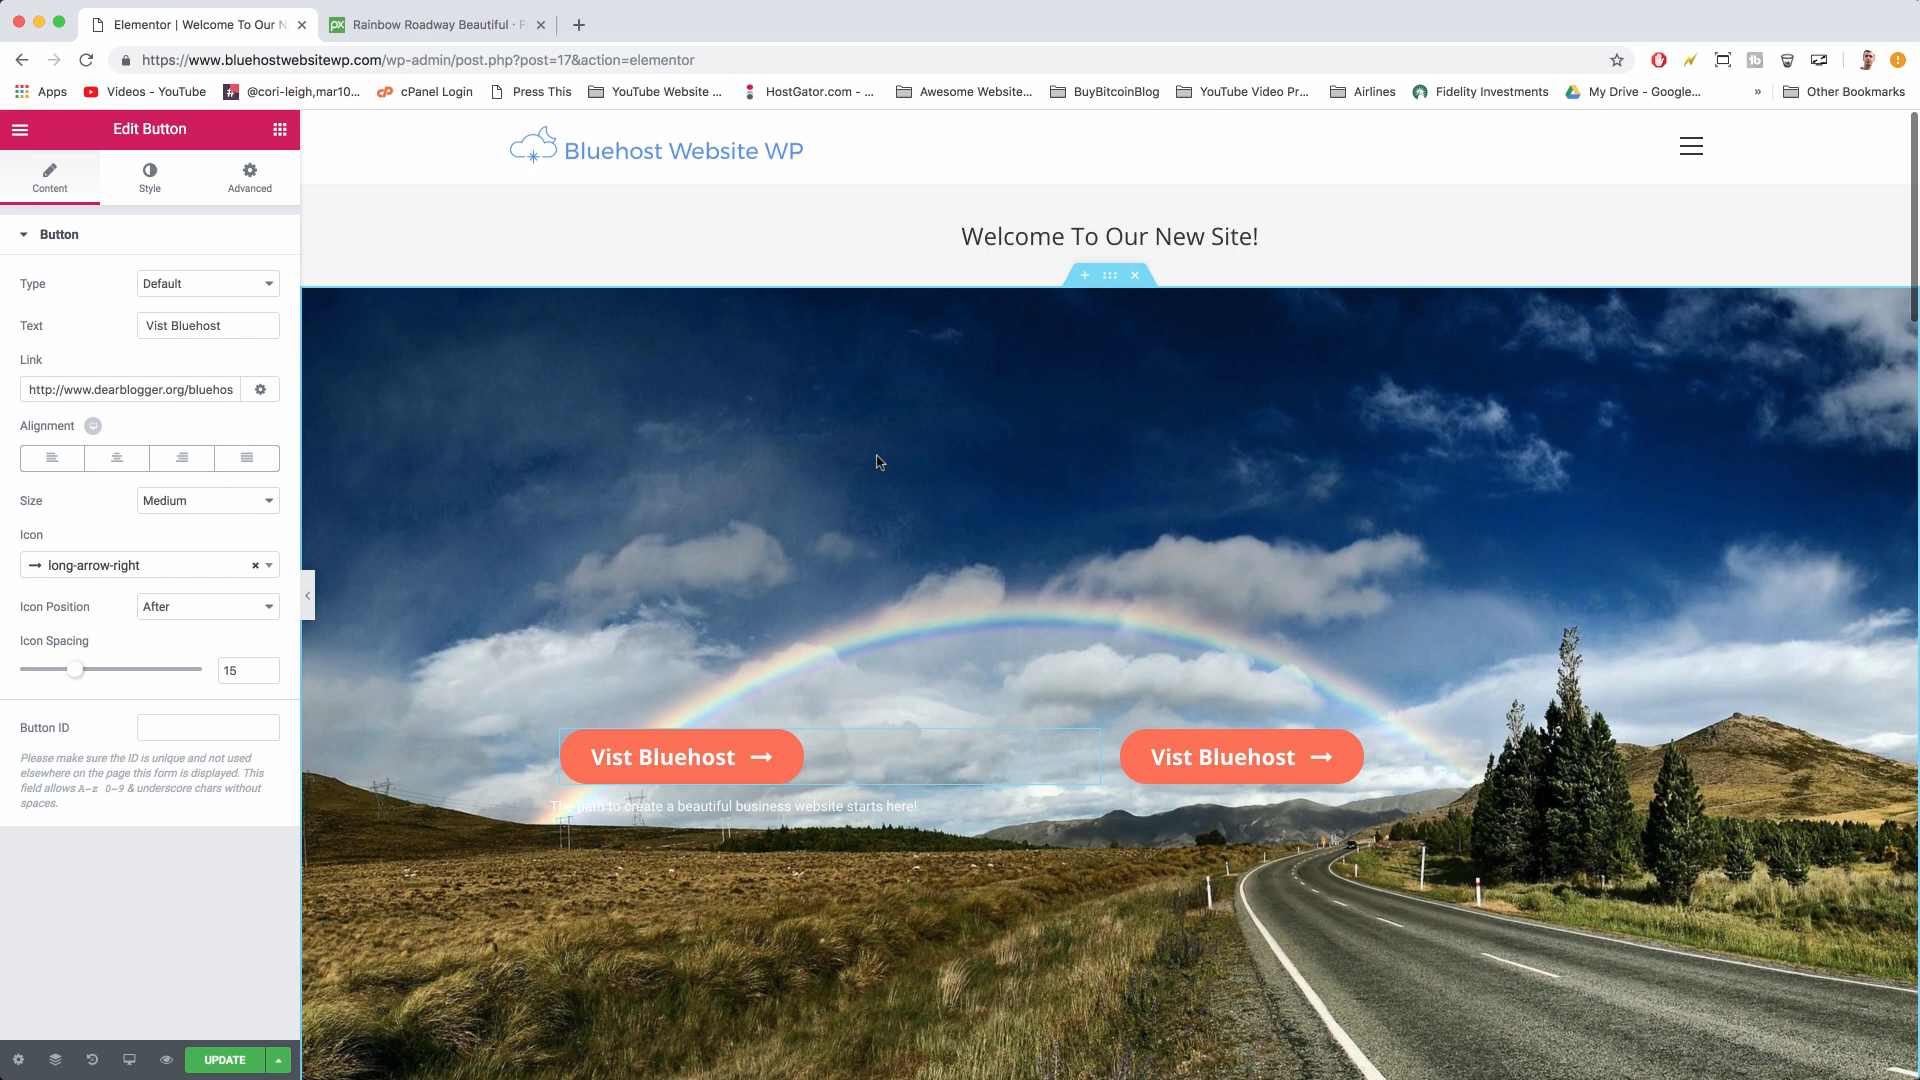 Elementor | Welcome To Our N
Rainbow Roadway Beautiful · F
https://www.bluehostwebsitewp.com/wp-admin/post.php?post=17&action=elementor
Apps
Videos - YouTube
@cori-leigh,mar10...
cPanel Login
Press This
YouTube Website ...
HostGator.com - ...
Awesome Website...
BuyBitcoinBlog
YouTube Video Pr...
Airlines
Fidelity Investments
My Drive - Google...
»
Other Bookmarks
Edit Button
Content
Style
Advanced
Bluehost Website WP
Welcome To Our New Site!
Button
Type
Default
Text
Vist Bluehost
Link
http://www.dearblogger.org/bluehos
Alignment
Size
Medium
Icon
long-arrow-right
Icon Position
After
Icon Spacing
15
Button ID
Please make sure the ID is unique and not used
elsewhere on the page this form is displayed. This
field allows A-z 0-9 & underscore chars without
spaces.
Vist Bluehost
Vist Bluehost
The path to create a beautiful business website starts here!
UPDATE